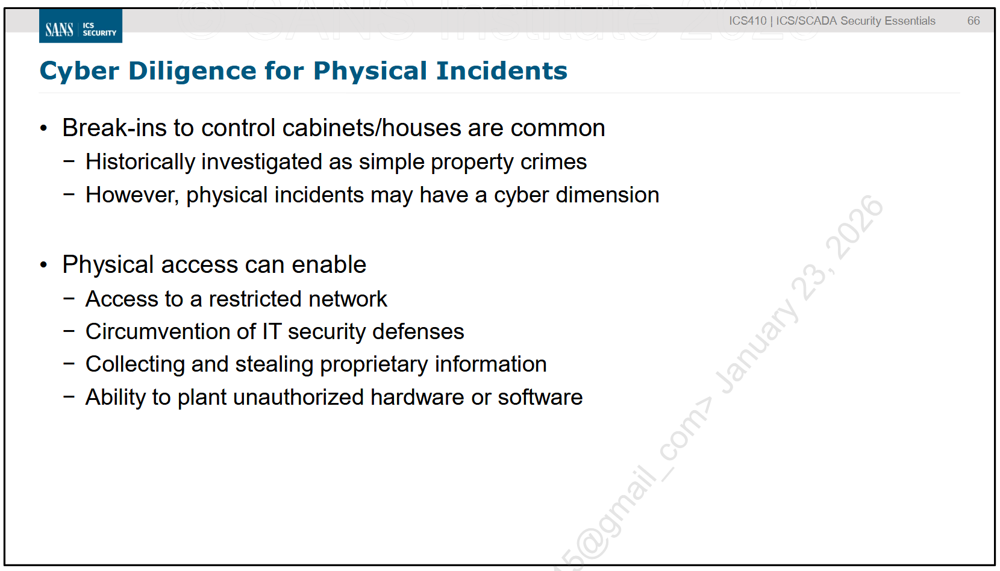 © SANS Institute 2023
SANS
ICS
SECURITY
ICS410 | ICS/SCADA Security Essentials 66
Cyber Diligence for Physical Incidents
• Break-ins to control cabinets/houses are common
− Historically investigated as simple property crimes
− However, physical incidents may have a cyber dimension
• Physical access can enable
− Access to a restricted network
− Circumvention of IT security defenses
− Collecting and stealing proprietary information
− Ability to plant unauthorized hardware or software
15@gmail_com> January 23, 2026